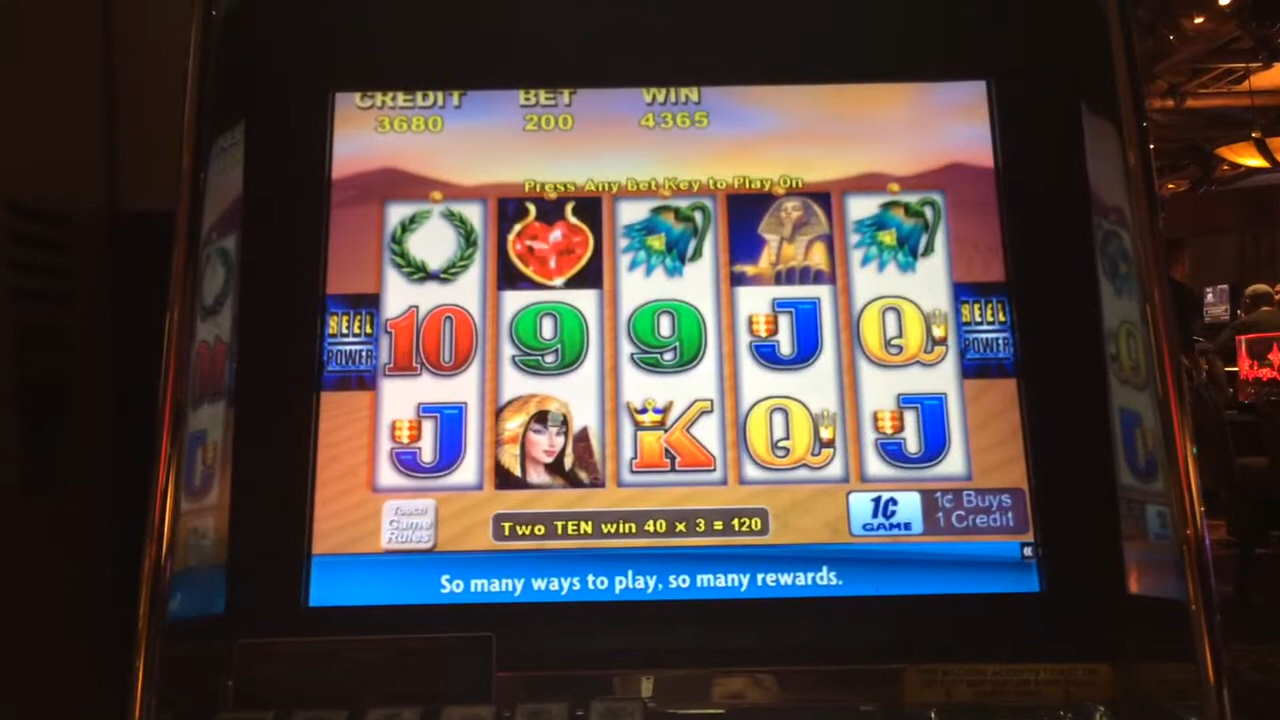 CREDIT BET WIN
3680 200 4365
Press Any Bet Key to Play On
10 9 9 J Q
REEL POWER
REEL POWER
J K Q J
Touch
Game
Rules
Two TEN win 40 x 3 = 120
1¢
GAME
1¢ Buys
1 Credit
«
So many ways to play, so many rewards.